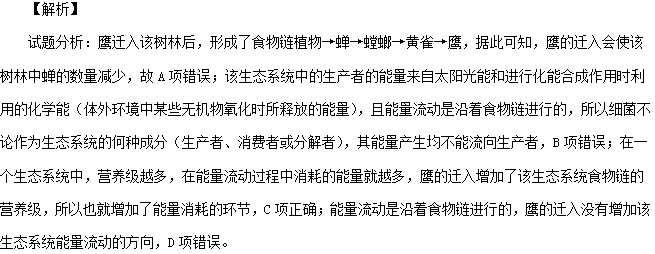 【解析】
试题分析：鹰迁入该树林后，形成了食物链植物→蝉→螳螂→黄雀→鹰，据此可知，鹰的迁入会使该
树林中蝉的数量减少，故 A 项错误；该生态系统中的生产者的能量来自太阳光能和进行化能合成作用时利
用的化学能（体外环境中某些无机物氧化时所释放的能量），且能量流动是沿着食物链进行的，所以细菌不
论作为生态系统的何种成分（生产者、消费者或分解者），其能量产生均不能流向生产者，B 项错误；在一
个生态系统中，营养级越多，在能量流动过程中消耗的能量就越多，鹰的迁入增加了该生态系统食物链的
营养级，所以也就增加了能量消耗的环节，C 项正确；能量流动是沿着食物链进行的，鹰的迁入没有增加该
生态系统能量流动的方向，D 项错误。